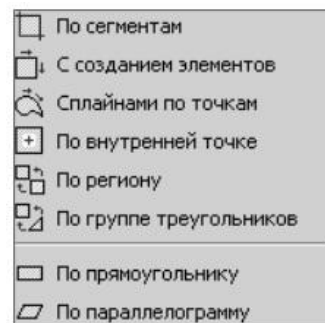 По сегментам
С созданием элементов
Сплайнами по точкам
По внутренней точке
По региону
По группе треугольников
По прямоугольнику
По параллелограмму